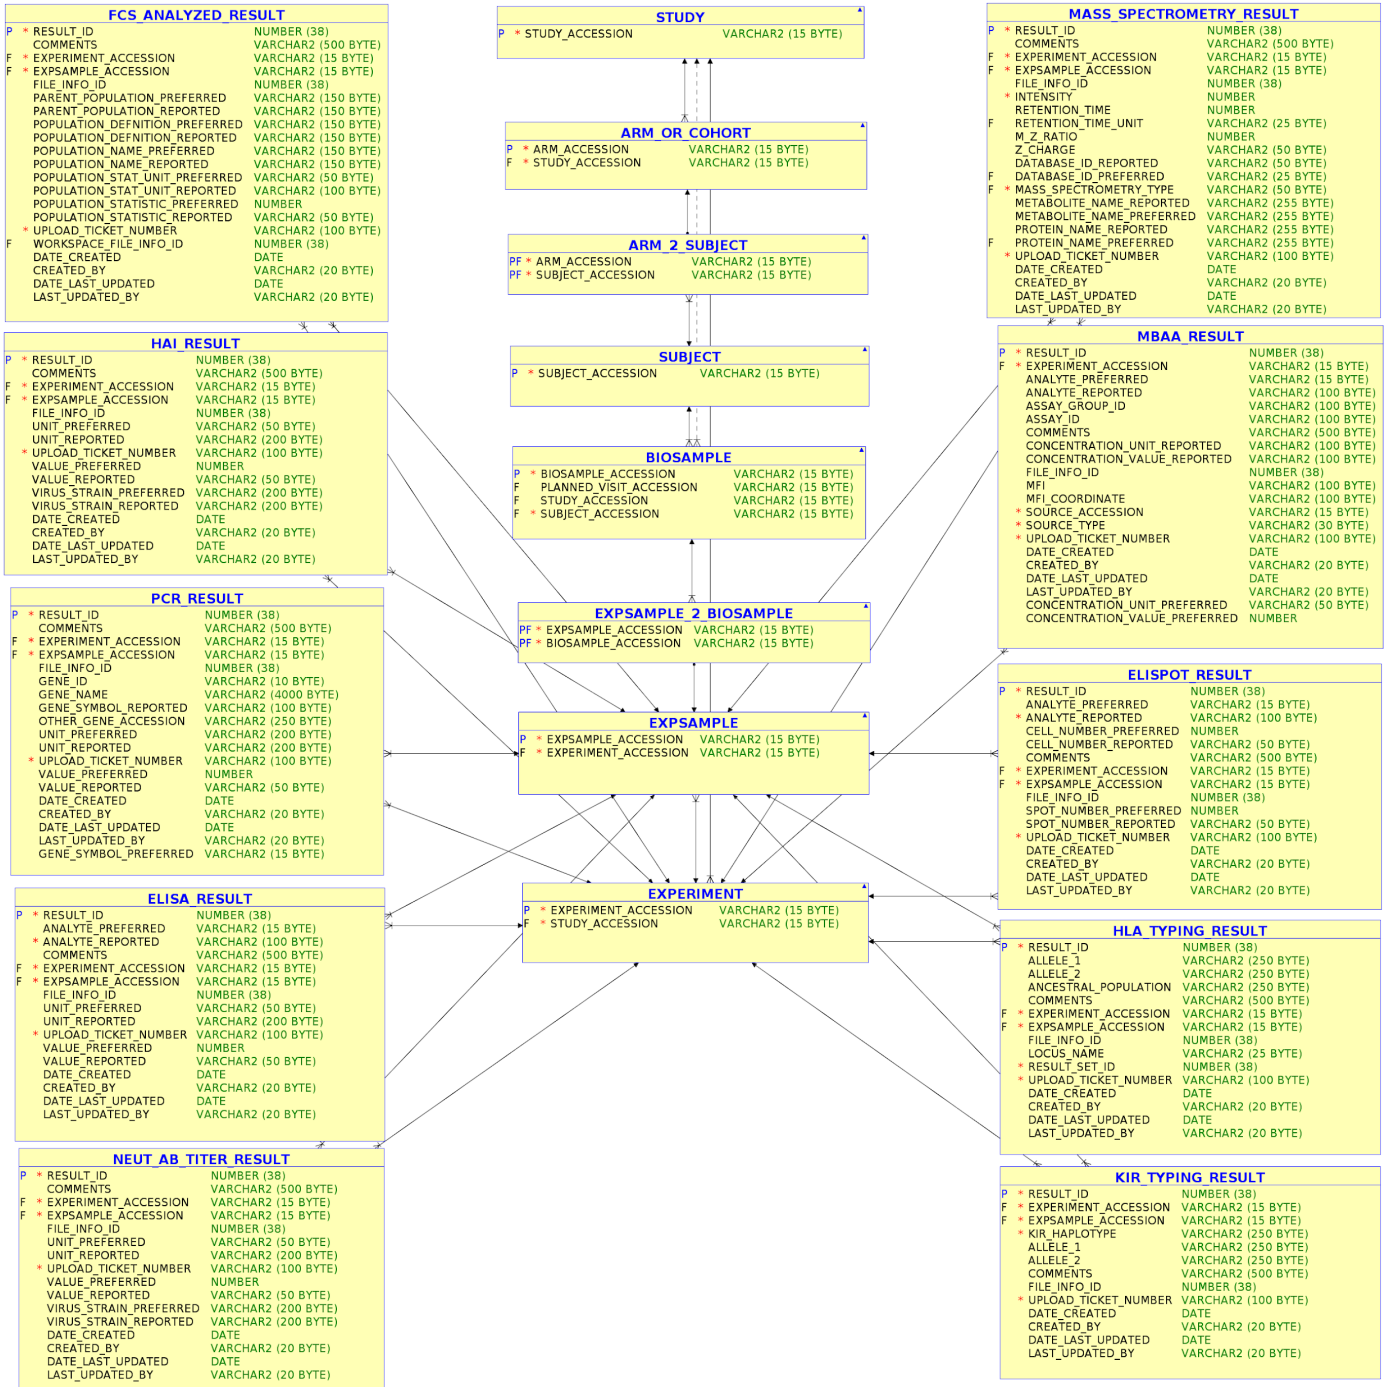 FCS_ANALYZED_RESULT
P * RESULT_ID NUMBER (38)
COMMENTS VARCHAR2 (500 BYTE)
F * EXPERIMENT_ACCESSION VARCHAR2 (15 BYTE)
F * EXPSAMPLE_ACCESSION VARCHAR2 (15 BYTE)
FILE_INFO_ID NUMBER (38)
PARENT_POPULATION_PREFERRED VARCHAR2 (150 BYTE)
PARENT_POPULATION_REPORTED VARCHAR2 (150 BYTE)
POPULATION_DEFNITION_PREFERRED VARCHAR2 (150 BYTE)
POPULATION_DEFNITION_REPORTED VARCHAR2 (150 BYTE)
POPULATION_NAME_PREFERRED VARCHAR2 (150 BYTE)
POPULATION_NAME_REPORTED VARCHAR2 (150 BYTE)
POPULATION_STAT_UNIT_PREFERRED VARCHAR2 (50 BYTE)
POPULATION_STAT_UNIT_REPORTED VARCHAR2 (100 BYTE)
POPULATION_STATISTIC_PREFERRED NUMBER
POPULATION_STATISTIC_REPORTED VARCHAR2 (50 BYTE)
* UPLOAD_TICKET_NUMBER VARCHAR2 (100 BYTE)
F WORKSPACE_FILE_INFO_ID NUMBER (38)
DATE_CREATED DATE
CREATED_BY VARCHAR2 (20 BYTE)
DATE_LAST_UPDATED DATE
LAST_UPDATED_BY VARCHAR2 (20 BYTE)
HAI_RESULT
P * RESULT_ID NUMBER (38)
COMMENTS VARCHAR2 (500 BYTE)
F * EXPERIMENT_ACCESSION VARCHAR2 (15 BYTE)
F * EXPSAMPLE_ACCESSION VARCHAR2 (15 BYTE)
FILE_INFO_ID NUMBER (38)
UNIT_PREFERRED VARCHAR2 (50 BYTE)
UNIT_REPORTED VARCHAR2 (200 BYTE)
* UPLOAD_TICKET_NUMBER VARCHAR2 (100 BYTE)
VALUE_PREFERRED NUMBER
VALUE_REPORTED VARCHAR2 (50 BYTE)
VIRUS_STRAIN_PREFERRED VARCHAR2 (200 BYTE)
VIRUS_STRAIN_REPORTED VARCHAR2 (200 BYTE)
DATE_CREATED DATE
CREATED_BY VARCHAR2 (20 BYTE)
DATE_LAST_UPDATED DATE
LAST_UPDATED_BY VARCHAR2 (20 BYTE)
PCR_RESULT
P * RESULT_ID NUMBER (38)
COMMENTS VARCHAR2 (500 BYTE)
F * EXPERIMENT_ACCESSION VARCHAR2 (15 BYTE)
F * EXPSAMPLE_ACCESSION VARCHAR2 (15 BYTE)
FILE_INFO_ID NUMBER (38)
GENE_ID VARCHAR2 (10 BYTE)
GENE_NAME VARCHAR2 (4000 BYTE)
GENE_SYMBOL_REPORTED VARCHAR2 (100 BYTE)
OTHER_GENE_ACCESSION VARCHAR2 (250 BYTE)
UNIT_PREFERRED VARCHAR2 (200 BYTE)
UNIT_REPORTED VARCHAR2 (200 BYTE)
* UPLOAD_TICKET_NUMBER VARCHAR2 (100 BYTE)
VALUE_PREFERRED NUMBER
VALUE_REPORTED VARCHAR2 (50 BYTE)
DATE_CREATED DATE
CREATED_BY VARCHAR2 (20 BYTE)
DATE_LAST_UPDATED DATE
LAST_UPDATED_BY VARCHAR2 (20 BYTE)
GENE_SYMBOL_PREFERRED VARCHAR2 (15 BYTE)
ELISA_RESULT
P * RESULT_ID NUMBER (38)
ANALYTE_PREFERRED VARCHAR2 (15 BYTE)
* ANALYTE_REPORTED VARCHAR2 (100 BYTE)
COMMENTS VARCHAR2 (500 BYTE)
F * EXPERIMENT_ACCESSION VARCHAR2 (15 BYTE)
F * EXPSAMPLE_ACCESSION VARCHAR2 (15 BYTE)
FILE_INFO_ID NUMBER (38)
UNIT_PREFERRED VARCHAR2 (50 BYTE)
UNIT_REPORTED VARCHAR2 (200 BYTE)
* UPLOAD_TICKET_NUMBER VARCHAR2 (100 BYTE)
VALUE_PREFERRED NUMBER
VALUE_REPORTED VARCHAR2 (50 BYTE)
DATE_CREATED DATE
CREATED_BY VARCHAR2 (20 BYTE)
DATE_LAST_UPDATED DATE
LAST_UPDATED_BY VARCHAR2 (20 BYTE)
NEUT_AB_TITER_RESULT
P * RESULT_ID NUMBER (38)
COMMENTS VARCHAR2 (500 BYTE)
F * EXPERIMENT_ACCESSION VARCHAR2 (15 BYTE)
F * EXPSAMPLE_ACCESSION VARCHAR2 (15 BYTE)
FILE_INFO_ID NUMBER (38)
UNIT_PREFERRED VARCHAR2 (50 BYTE)
UNIT_REPORTED VARCHAR2 (200 BYTE)
* UPLOAD_TICKET_NUMBER VARCHAR2 (100 BYTE)
VALUE_PREFERRED NUMBER
VALUE_REPORTED VARCHAR2 (50 BYTE)
VIRUS_STRAIN_PREFERRED VARCHAR2 (200 BYTE)
VIRUS_STRAIN_REPORTED VARCHAR2 (200 BYTE)
DATE_CREATED DATE
CREATED_BY VARCHAR2 (20 BYTE)
DATE_LAST_UPDATED DATE
LAST_UPDATED_BY VARCHAR2 (20 BYTE)
STUDY
P * STUDY_ACCESSION VARCHAR2 (15 BYTE)
ARM_OR_COHORT
P * ARM_ACCESSION VARCHAR2 (15 BYTE)
F * STUDY_ACCESSION VARCHAR2 (15 BYTE)
ARM_2_SUBJECT
PF * ARM_ACCESSION VARCHAR2 (15 BYTE)
PF * SUBJECT_ACCESSION VARCHAR2 (15 BYTE)
SUBJECT
P * SUBJECT_ACCESSION VARCHAR2 (15 BYTE)
BIOSAMPLE
P * BIOSAMPLE_ACCESSION VARCHAR2 (15 BYTE)
F PLANNED_VISIT_ACCESSION VARCHAR2 (15 BYTE)
F STUDY_ACCESSION VARCHAR2 (15 BYTE)
F * SUBJECT_ACCESSION VARCHAR2 (15 BYTE)
EXPSAMPLE_2_BIOSAMPLE
PF * EXPSAMPLE_ACCESSION VARCHAR2 (15 BYTE)
PF * BIOSAMPLE_ACCESSION VARCHAR2 (15 BYTE)
EXPSAMPLE
P * EXPSAMPLE_ACCESSION VARCHAR2 (15 BYTE)
F * EXPERIMENT_ACCESSION VARCHAR2 (15 BYTE)
EXPERIMENT
P * EXPERIMENT_ACCESSION VARCHAR2 (15 BYTE)
F * STUDY_ACCESSION VARCHAR2 (15 BYTE)
MASS_SPECTROMETRY_RESULT
P * RESULT_ID NUMBER (38)
COMMENTS VARCHAR2 (500 BYTE)
F * EXPERIMENT_ACCESSION VARCHAR2 (15 BYTE)
F * EXPSAMPLE_ACCESSION VARCHAR2 (15 BYTE)
FILE_INFO_ID NUMBER (38)
* INTENSITY NUMBER
RETENTION_TIME NUMBER
F RETENTION_TIME_UNIT VARCHAR2 (25 BYTE)
M_Z_RATIO NUMBER
Z_CHARGE VARCHAR2 (50 BYTE)
DATABASE_ID_REPORTED VARCHAR2 (50 BYTE)
F DATABASE_ID_PREFERRED VARCHAR2 (25 BYTE)
F * MASS_SPECTROMETRY_TYPE VARCHAR2 (50 BYTE)
METABOLITE_NAME_REPORTED VARCHAR2 (255 BYTE)
METABOLITE_NAME_PREFERRED VARCHAR2 (255 BYTE)
PROTEIN_NAME_REPORTED VARCHAR2 (255 BYTE)
F PROTEIN_NAME_PREFERRED VARCHAR2 (255 BYTE)
* UPLOAD_TICKET_NUMBER VARCHAR2 (100 BYTE)
DATE_CREATED DATE
CREATED_BY VARCHAR2 (20 BYTE)
DATE_LAST_UPDATED DATE
LAST_UPDATED_BY VARCHAR2 (20 BYTE)
MBAA_RESULT
P * RESULT_ID NUMBER (38)
F * EXPERIMENT_ACCESSION VARCHAR2 (15 BYTE)
ANALYTE_PREFERRED VARCHAR2 (15 BYTE)
ANALYTE_REPORTED VARCHAR2 (100 BYTE)
ASSAY_GROUP_ID VARCHAR2 (100 BYTE)
ASSAY_ID VARCHAR2 (100 BYTE)
COMMENTS VARCHAR2 (500 BYTE)
CONCENTRATION_UNIT_REPORTED VARCHAR2 (100 BYTE)
CONCENTRATION_VALUE_REPORTED VARCHAR2 (100 BYTE)
FILE_INFO_ID NUMBER (38)
MFI VARCHAR2 (100 BYTE)
MFI_COORDINATE VARCHAR2 (100 BYTE)
* SOURCE_ACCESSION VARCHAR2 (15 BYTE)
* SOURCE_TYPE VARCHAR2 (30 BYTE)
* UPLOAD_TICKET_NUMBER VARCHAR2 (100 BYTE)
DATE_CREATED DATE
CREATED_BY VARCHAR2 (20 BYTE)
DATE_LAST_UPDATED DATE
LAST_UPDATED_BY VARCHAR2 (20 BYTE)
CONCENTRATION_UNIT_PREFERRED VARCHAR2 (50 BYTE)
CONCENTRATION_VALUE_PREFERRED NUMBER
ELISPOT_RESULT
P * RESULT_ID NUMBER (38)
ANALYTE_PREFERRED VARCHAR2 (15 BYTE)
* ANALYTE_REPORTED VARCHAR2 (100 BYTE)
CELL_NUMBER_PREFERRED NUMBER
CELL_NUMBER_REPORTED VARCHAR2 (50 BYTE)
COMMENTS VARCHAR2 (500 BYTE)
F * EXPERIMENT_ACCESSION VARCHAR2 (15 BYTE)
F * EXPSAMPLE_ACCESSION VARCHAR2 (15 BYTE)
FILE_INFO_ID NUMBER (38)
SPOT_NUMBER_PREFERRED NUMBER
SPOT_NUMBER_REPORTED VARCHAR2 (50 BYTE)
* UPLOAD_TICKET_NUMBER VARCHAR2 (100 BYTE)
DATE_CREATED DATE
CREATED_BY VARCHAR2 (20 BYTE)
DATE_LAST_UPDATED DATE
LAST_UPDATED_BY VARCHAR2 (20 BYTE)
HLA_TYPING_RESULT
P * RESULT_ID NUMBER (38)
ALLELE_1 VARCHAR2 (250 BYTE)
ALLELE_2 VARCHAR2 (250 BYTE)
ANCESTRAL_POPULATION VARCHAR2 (250 BYTE)
COMMENTS VARCHAR2 (500 BYTE)
F * EXPERIMENT_ACCESSION VARCHAR2 (15 BYTE)
F * EXPSAMPLE_ACCESSION VARCHAR2 (15 BYTE)
FILE_INFO_ID NUMBER (38)
LOCUS_NAME VARCHAR2 (25 BYTE)
* RESULT_SET_ID NUMBER (38)
* UPLOAD_TICKET_NUMBER VARCHAR2 (100 BYTE)
DATE_CREATED DATE
CREATED_BY VARCHAR2 (20 BYTE)
DATE_LAST_UPDATED DATE
LAST_UPDATED_BY VARCHAR2 (20 BYTE)
KIR_TYPING_RESULT
P * RESULT_ID NUMBER (38)
F * EXPERIMENT_ACCESSION VARCHAR2 (15 BYTE)
F * EXPSAMPLE_ACCESSION VARCHAR2 (15 BYTE)
* KIR_HAPLOTYPE VARCHAR2 (250 BYTE)
ALLELE_1 VARCHAR2 (250 BYTE)
ALLELE_2 VARCHAR2 (250 BYTE)
COMMENTS VARCHAR2 (500 BYTE)
FILE_INFO_ID NUMBER (38)
* UPLOAD_TICKET_NUMBER VARCHAR2 (100 BYTE)
DATE_CREATED DATE
CREATED_BY VARCHAR2 (20 BYTE)
DATE_LAST_UPDATED DATE
LAST_UPDATED_BY VARCHAR2 (20 BYTE)